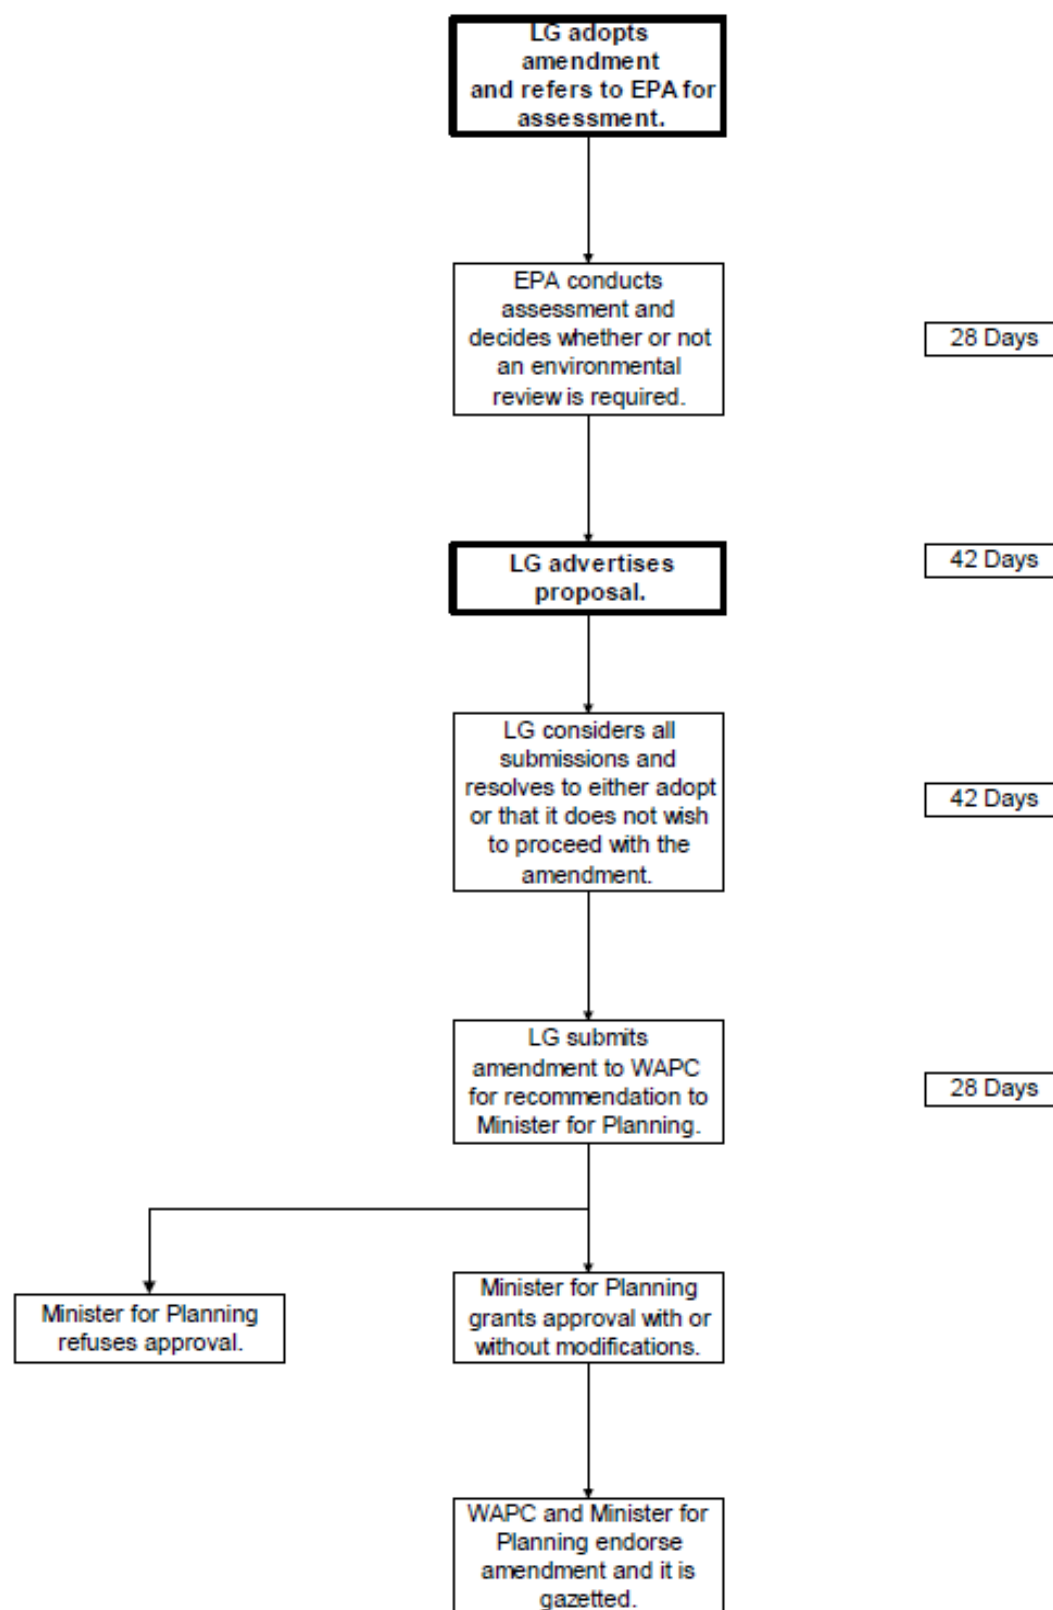 LG adopts
amendment
and refers to EPA for
assessment.
EPA conducts
assessment and
decides whether or not
an environmental
review is required.
28 Days
LG advertises
proposal.
42 Days
LG considers all
submissions and
resolves to either adopt
or that it does not wish
to proceed with the
amendment.
42 Days
LG submits
amendment to WAPC
for recommendation to
Minister for Planning.
28 Days
Minister for Planning
refuses approval.
Minister for Planning
grants approval with or
without modifications.
WAPC and Minister for
Planning endorse
amendment and it is
gazetted.